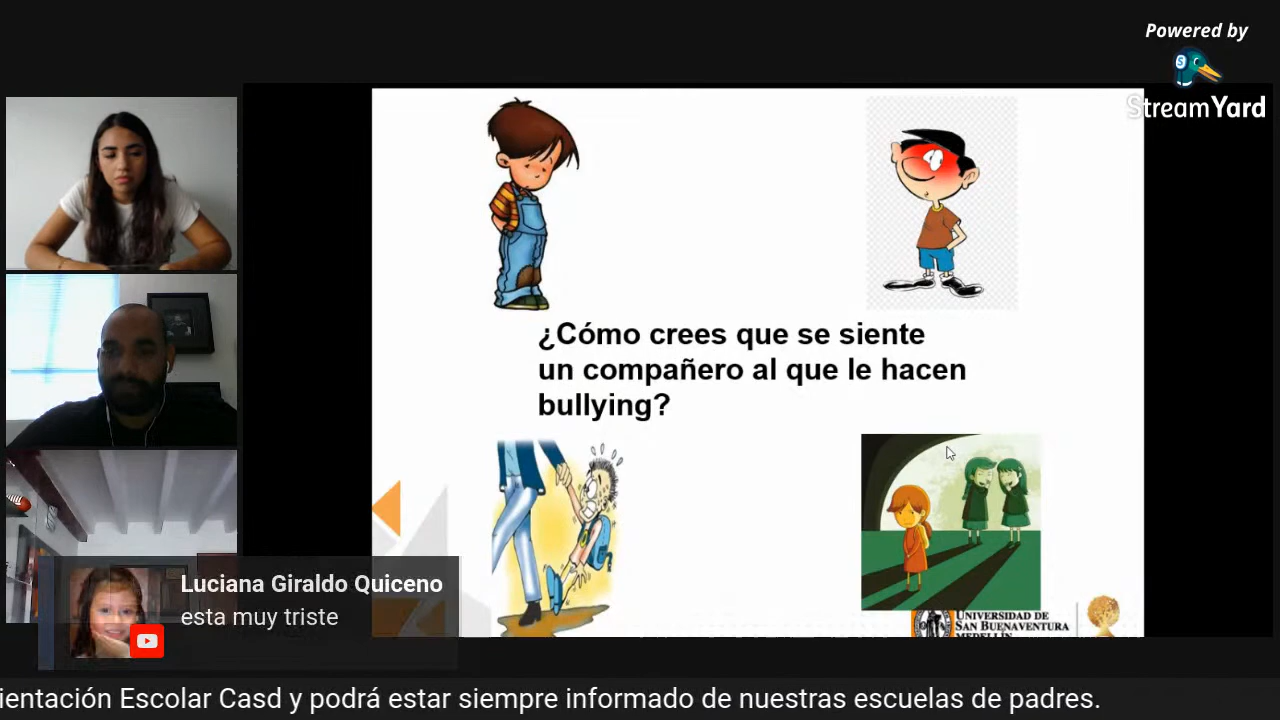 Powered by
StreamYard
¿Cómo crees que se siente
un compañero al que le hacen
bullying?
UNIVERSIDAD DE
SAN BUENAVENTURA
MEDELLÍN
Luciana Giraldo Quiceno
esta muy triste
ientación Escolar Casd y podrá estar siempre informado de nuestras escuelas de padres.